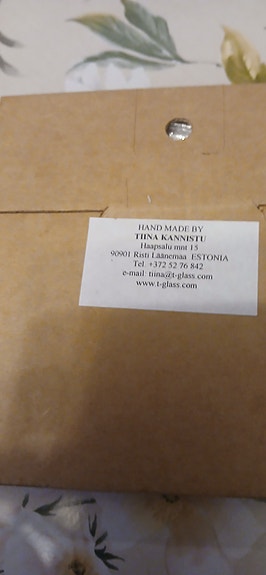 HAND MADE BY
TIINA KANNISTU
Haapsalu mnt 15
90901 Risti Läänemaa ESTONIA
Tel. +372 52 76 842
e-mail: tiina@t-glass.com
www.t-glass.com